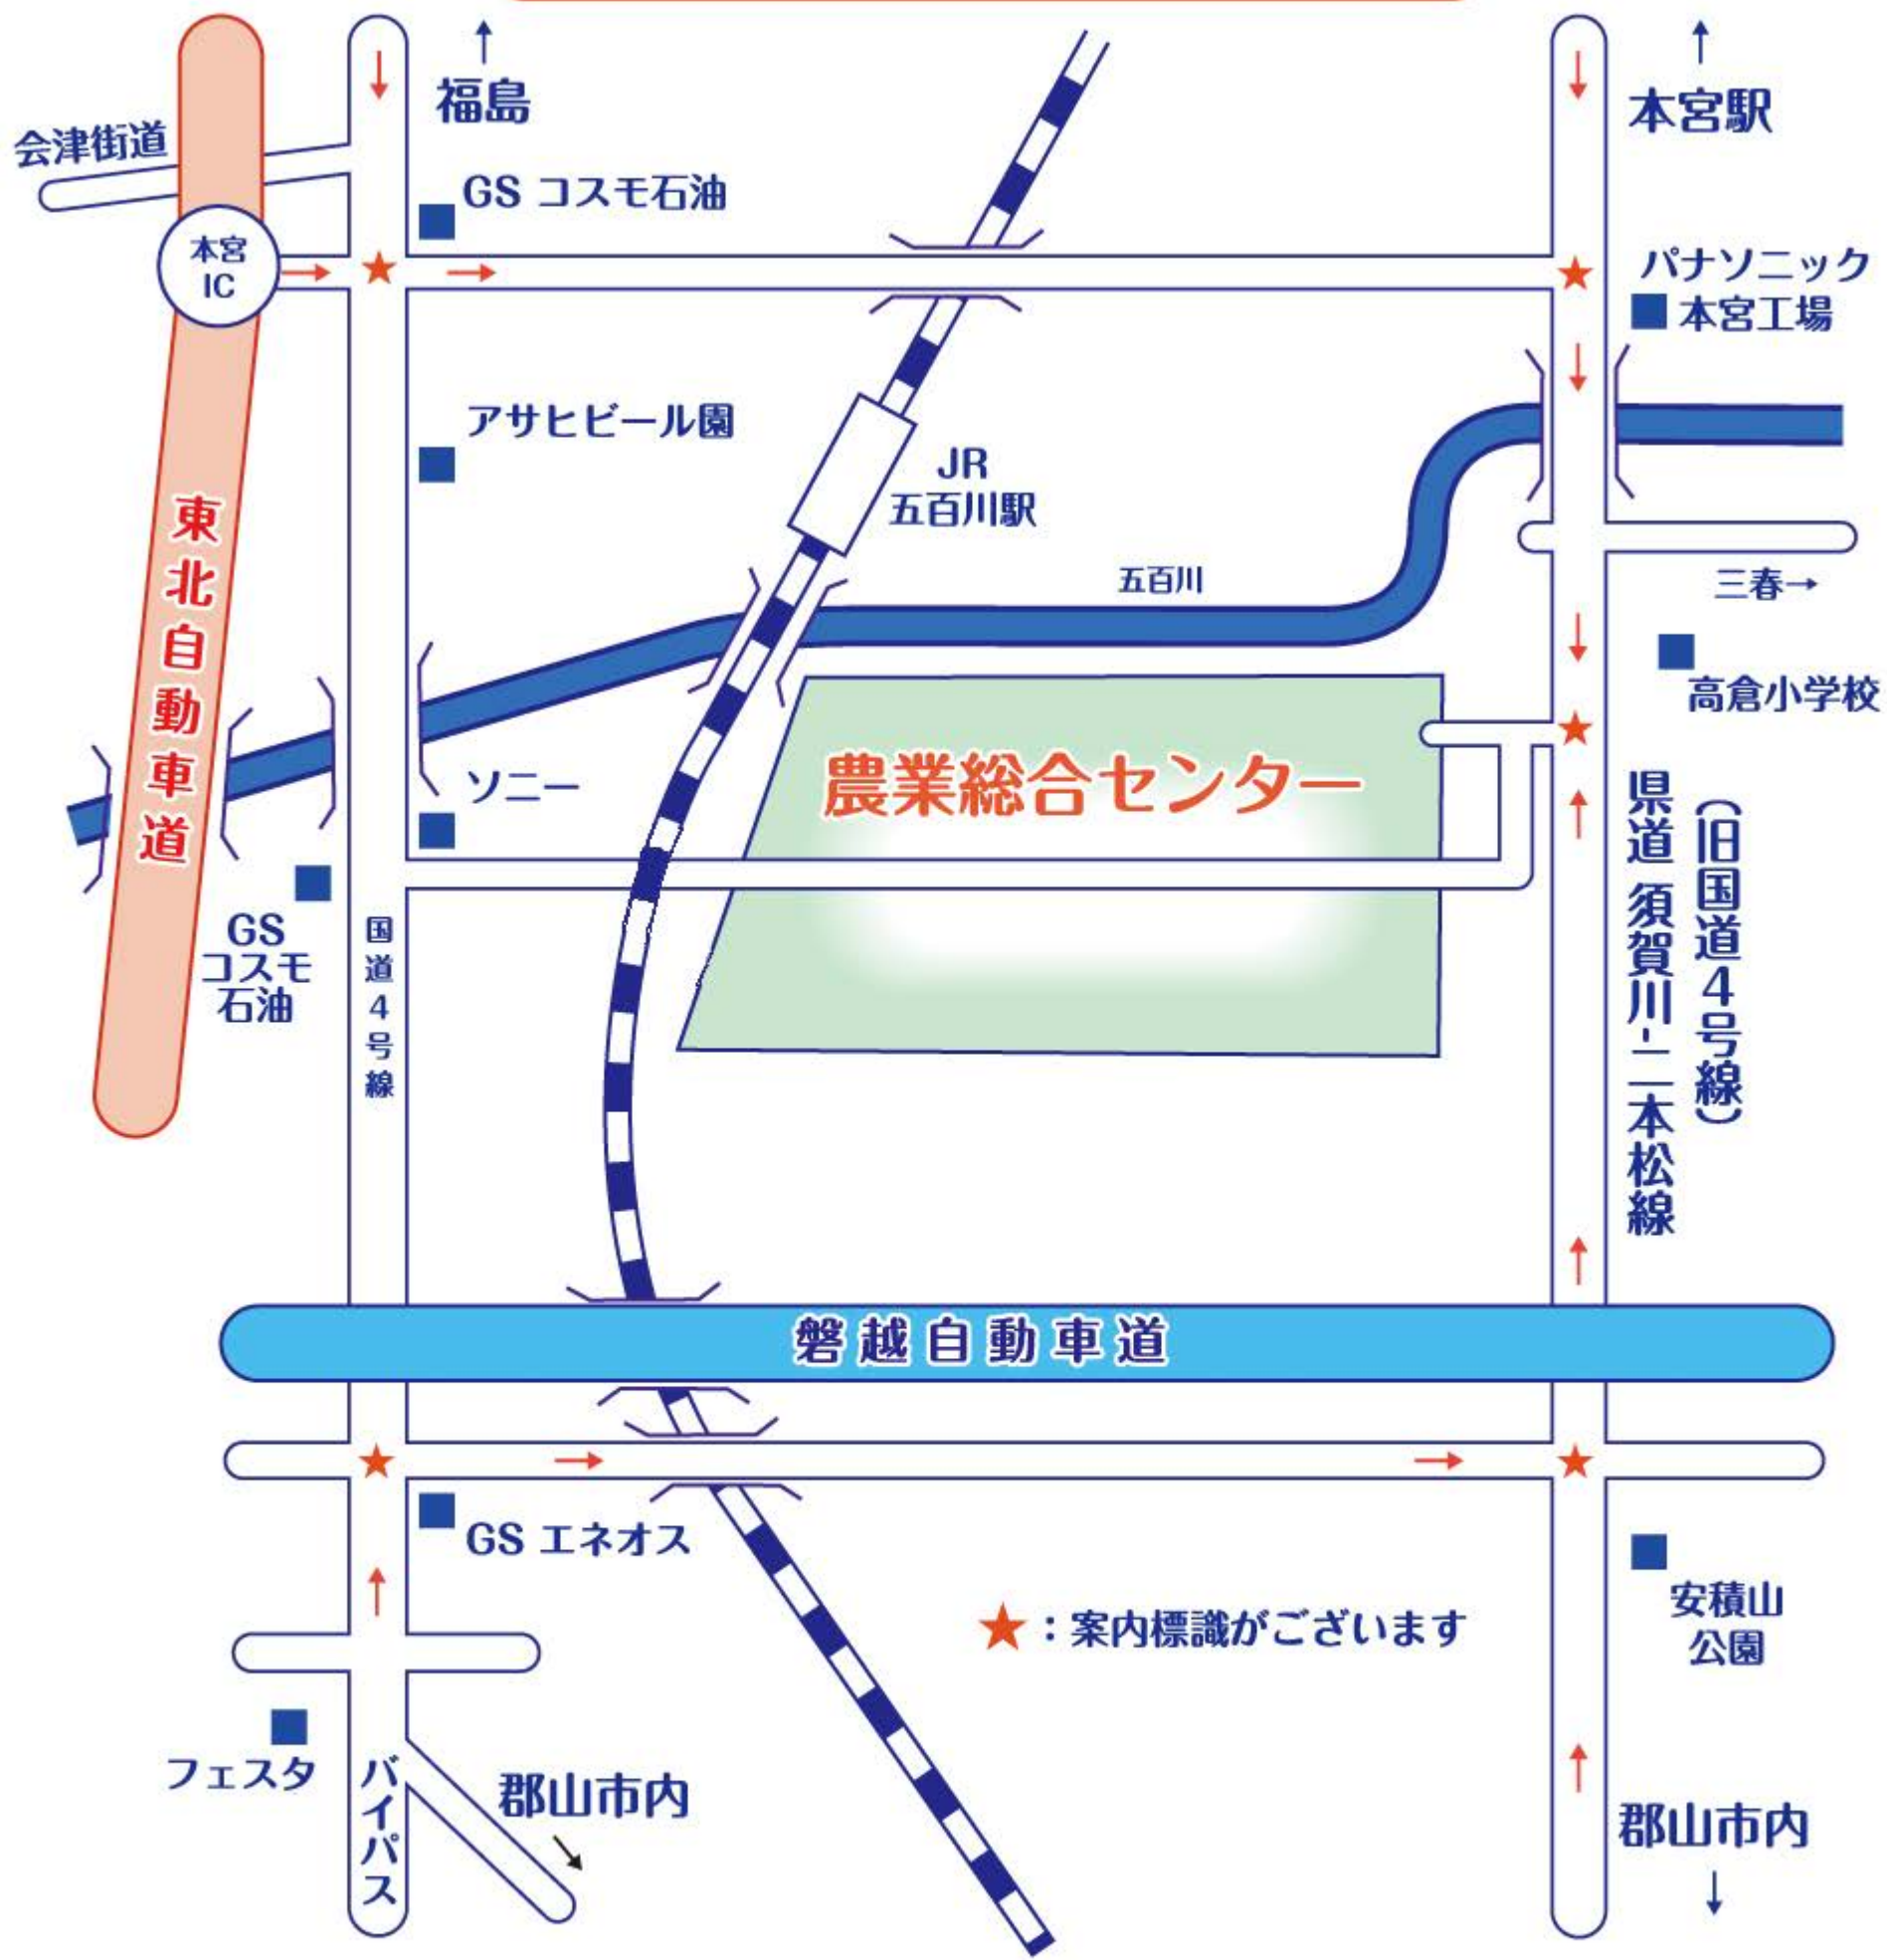 福島
本宮駅
会津街道
GS コスモ石油
本宮
IC
パナソニック
本宮工場
アサヒビール園
JR
五百川駅
東北自動車道
五百川
三春→
高倉小学校
農業総合センター
ソニー
県道 須賀川-二本松線
(旧国道4号線)
GS
コスモ
石油
国道4号線
磐越自動車道
GS エネオス
★:案内標識がございます
安積山
公園
フェスタ
バイパス
郡山市内
郡山市内